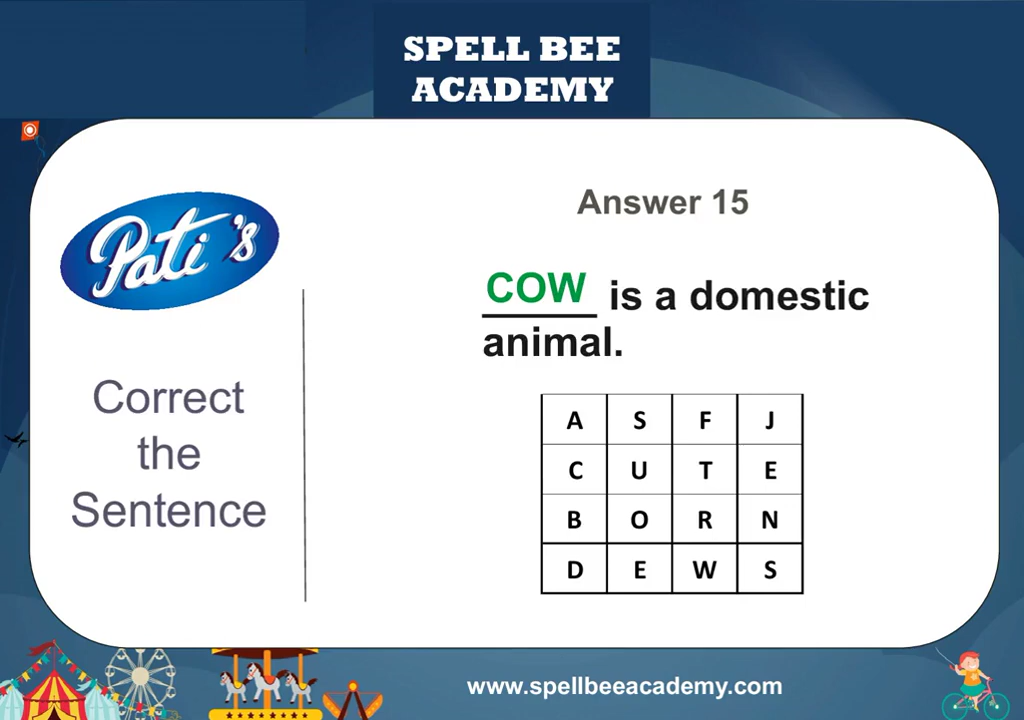 SPELL BEE
ACADEMY
Pati's
Correct
the
Sentence
Answer 15
COW is a domestic
animal.
A S F J
C U T E
B O R N
D E W S
www.spellbeeacademy.com